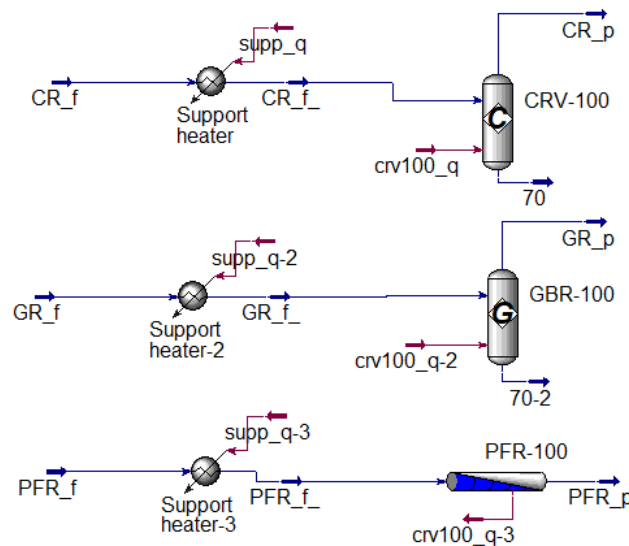 supp_q
CR_p
CR_f
Support
heater
CR_f_
CRV-100
C
crv100_q
70
supp_q-2
GR_p
GR_f
Support
heater-2
GR_f_
GBR-100
G
crv100_q-2
70-2
supp_q-3
PFR-100
PFR_f
Support
heater-3
PFR_f_
PFR_p
crv100_q-3